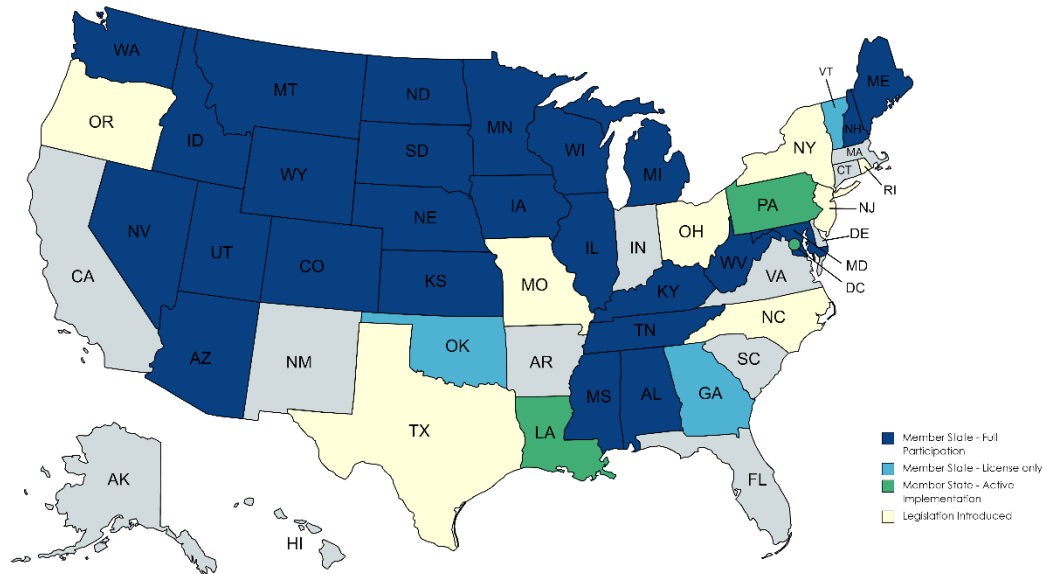 WA
MT
ND
MN
VT
ME
OR
ID
SD
WI
NH
NY
MA
WY
MI
CT
RI
IA
NE
PA
NJ
NV
UT
CO
IL
IN
OH
DE
CA
KS
MO
WV
VA
MD
KY
DC
AZ
NM
OK
AR
TN
NC
SC
MS
AL
GA
TX
LA
FL
AK
HI
Member State - Full
Participation
Member State - License only
Member State - Active
Implementation
Legislation Introduced